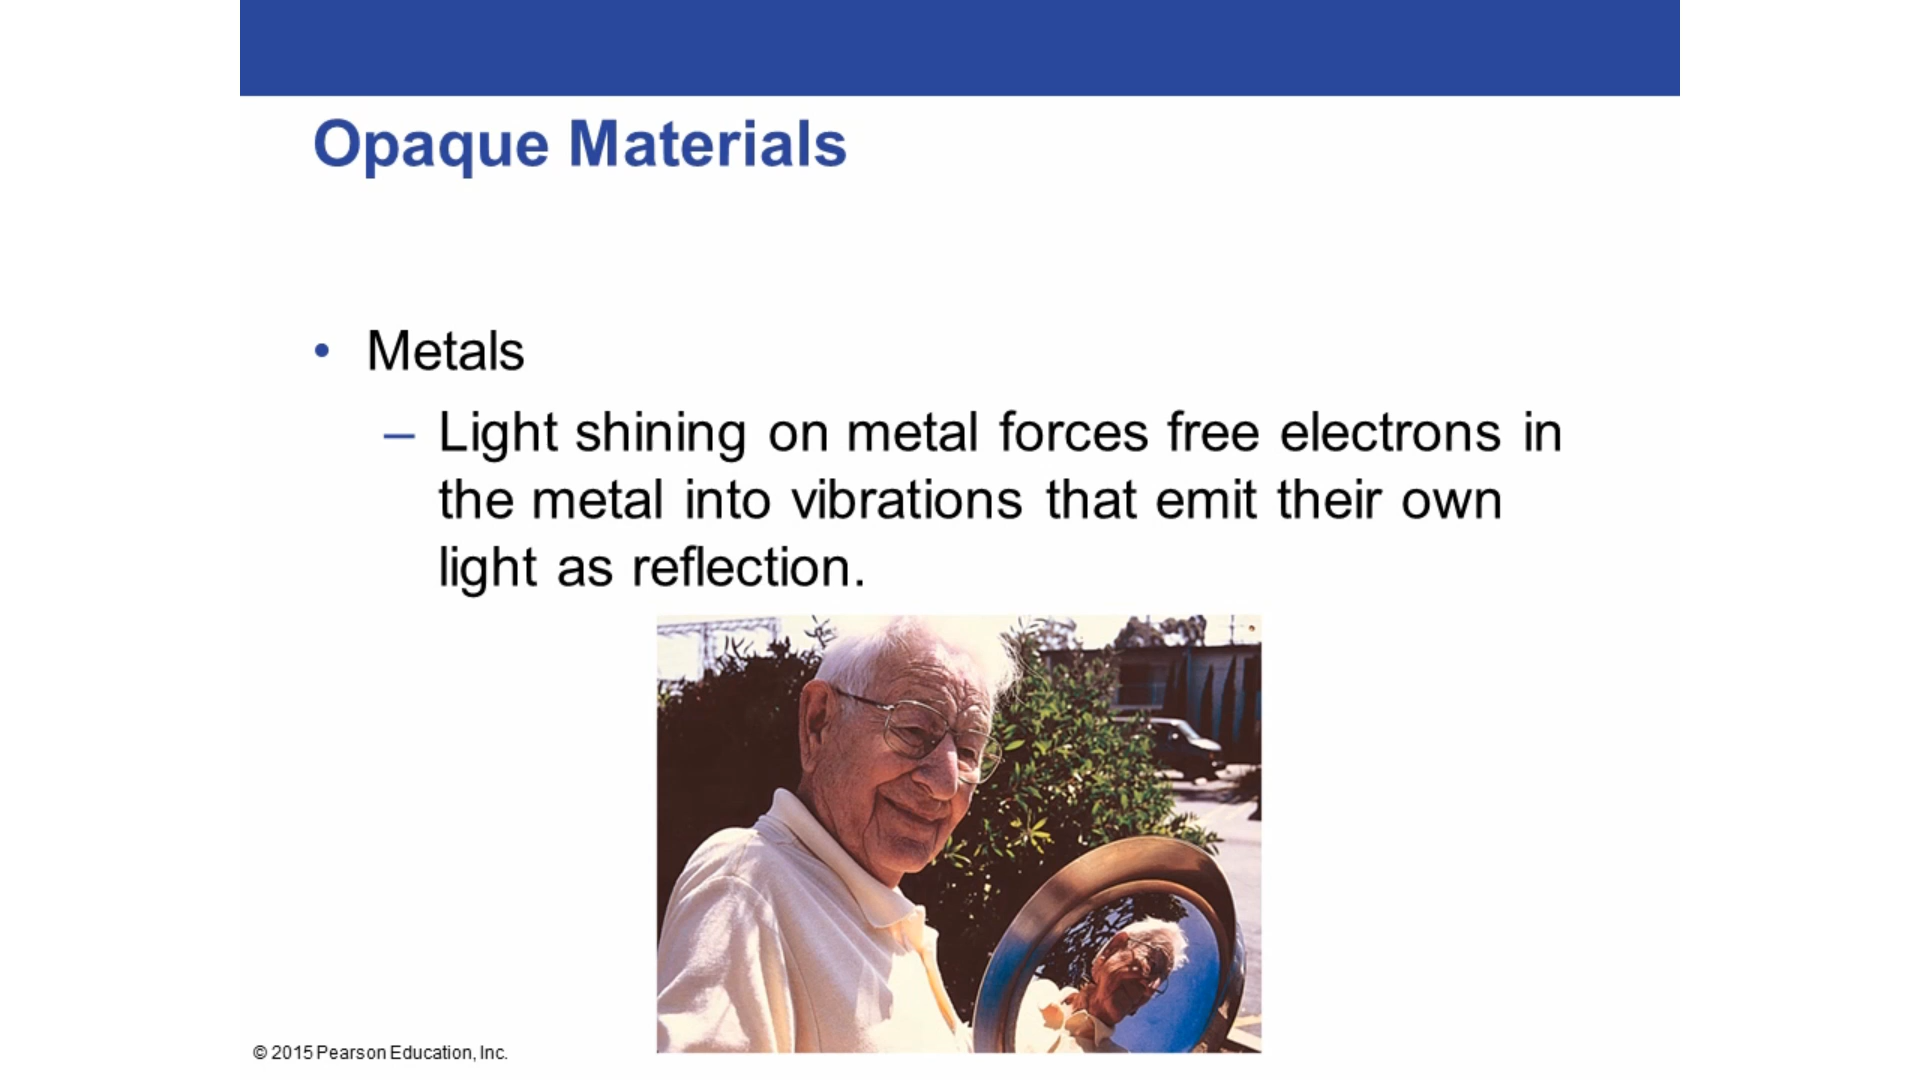 Opaque Materials
• Metals
– Light shining on metal forces free electrons in
the metal into vibrations that emit their own
light as reflection.
© 2015 Pearson Education, Inc.